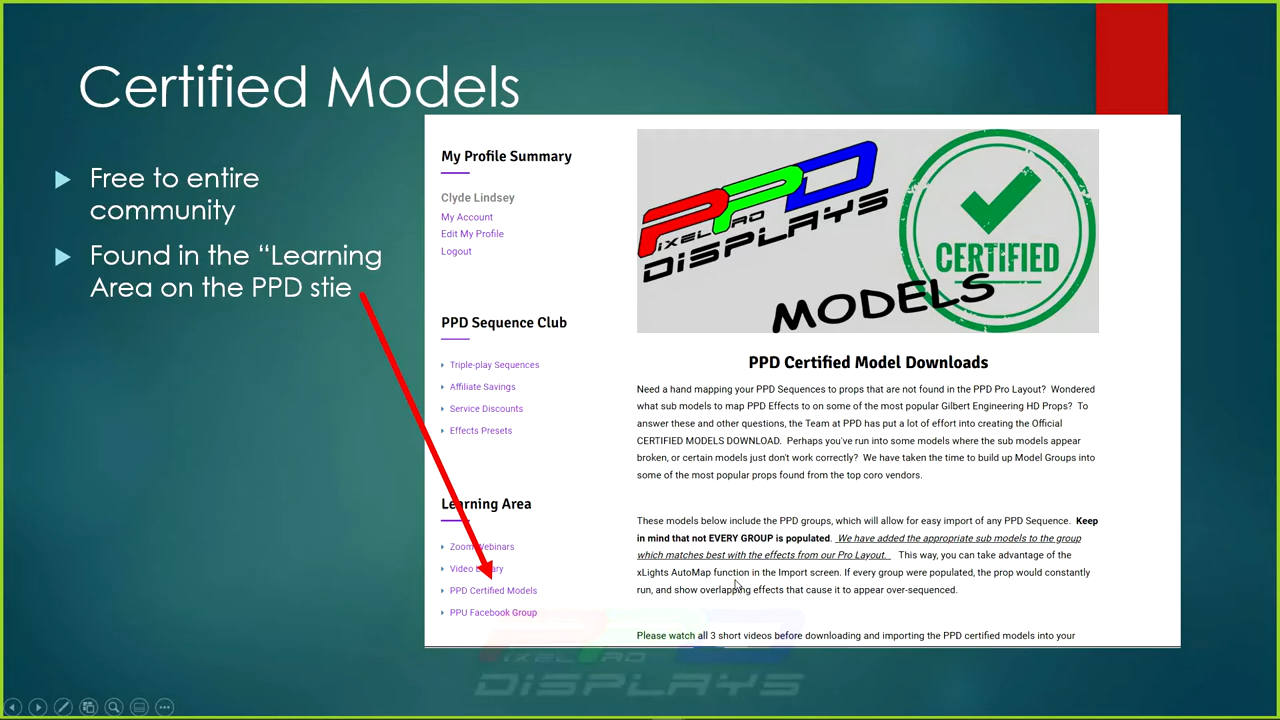 Certified Models
Free to entire
community
Found in the “Learning
Area on the PPD stie
My Profile Summary
Clyde Lindsey
My Account
Edit My Profile
Logout
PPD Sequence Club
Triple-play Sequences
Affiliate Savings
Service Discounts
Effects Presets
Learning Area
Zoom Webinars
Video Library
PPD Certified Models
PPU Facebook Group
PPD
PIXEL PRO
DISPLAYS
CERTIFIED
MODELS
PPD Certified Model Downloads
Need a hand mapping your PPD Sequences to props that are not found in the PPD Pro Layout? Wondered
what sub models to map PPD Effects to on some of the most popular Gilbert Engineering HD Props? To
answer these and other questions, the Team at PPD has put a lot of effort into creating the Official
CERTIFIED MODELS DOWNLOAD. Perhaps you've run into some models where the sub models appear
broken, or certain models just don't work correctly? We have taken the time to build up Model Groups into
some of the most popular props found from the top coro vendors.
These models below include the PPD groups, which will allow for easy import of any PPD Sequence. Keep
in mind that not EVERY GROUP is populated. We have added the appropriate sub models to the group
which matches best with the effects from our Pro Layout. This way, you can take advantage of the
xLights AutoMap function in the Import screen. If every group were populated, the prop would constantly
run, and show overlapping effects that cause it to appear over-sequenced.
Please watch all 3 short videos before downloading and importing the PPD certified models into your
PPD
PIXEL PRO
DISPLAYS